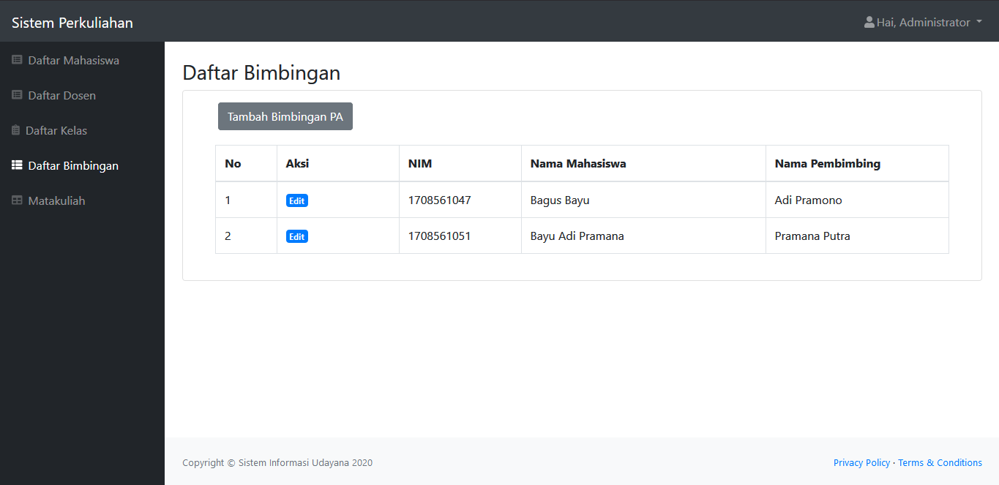 Sistem Perkuliahan
Hai, Administrator
Daftar Mahasiswa
Daftar Dosen
Daftar Kelas
Daftar Bimbingan
Matakuliah
Daftar Bimbingan
Tambah Bimbingan PA
No Aksi NIM Nama Mahasiswa Nama Pembimbing
1 Edit 1708561047 Bagus Bayu Adi Pramono
2 Edit 1708561051 Bayu Adi Pramana Pramana Putra
Copyright © Sistem Informasi Udayana 2020
Privacy Policy · Terms & Conditions